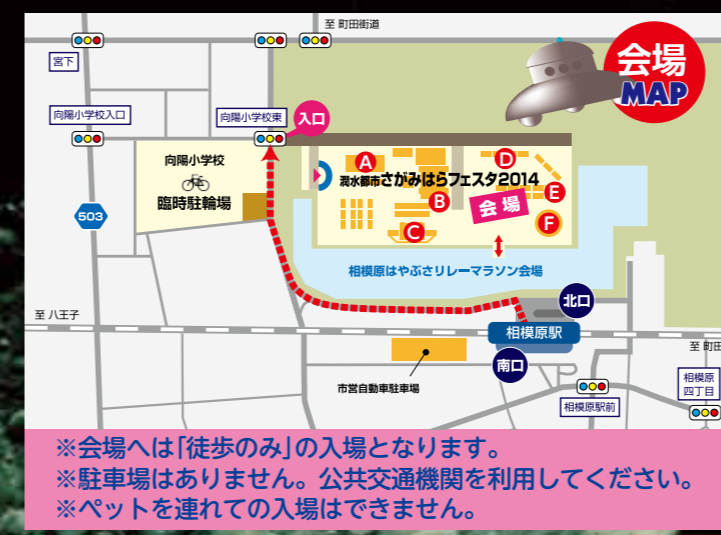 至 町田街道
会場
MAP
宮下
向陽小学校入口
向陽小学校東
入口
向陽小学校
臨時駐輪場
A
D
潤水都市さがみはらフェスタ2014
B
E
会場
C
F
503
相模原はやぶさリレーマラソン会場
北口
至 八王子
相模原駅
至 町田
南口
市営自動車駐車場
相模原駅前
相模原
四丁目
※会場へは「徒歩のみ」の入場となります。
※駐車場はありません。公共交通機関を利用してください。
※ペットを連れての入場はできません。